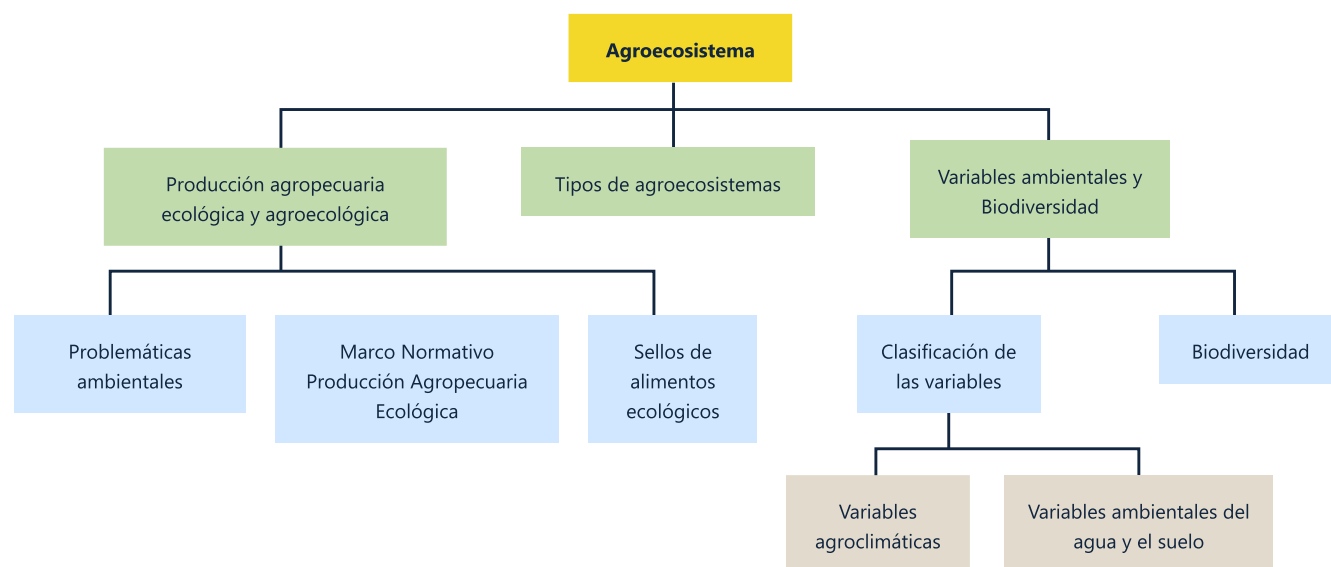 Agroecosistema
Producción agropecuaria
ecológica y agroecológica
Tipos de agroecosistemas
Variables ambientales y
Biodiversidad
Problemáticas
ambientales
Marco Normativo
Producción Agropecuaria
Ecológica
Sellos de
alimentos
ecológicos
Clasificación de
las variables
Biodiversidad
Variables
agroclimáticas
Variables ambientales del
agua y el suelo